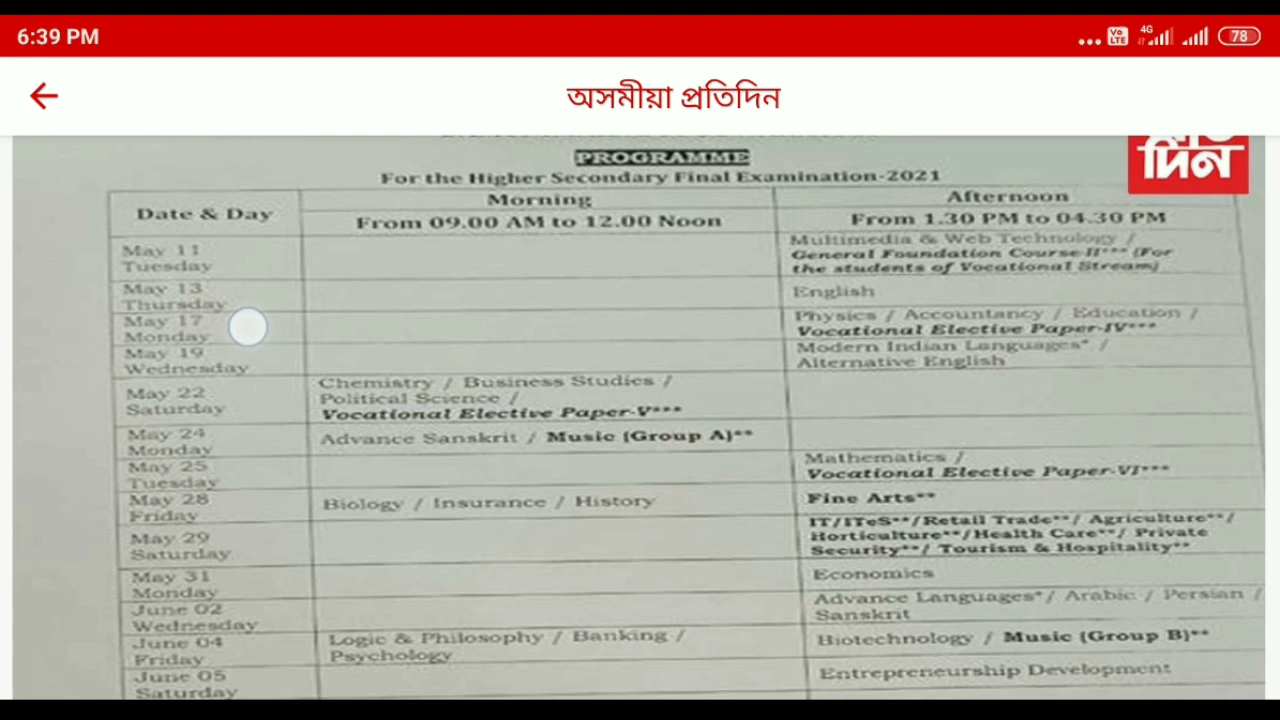 6:39 PM
Vo LTE
4G
78
অসমীয়া প্ৰতিদিন
দিন
PROGRAMME
For the Higher Secondary Final Examination-2021
Date & Day
Morning
Afternoon
From 09.00 AM to 12.00 Noon
From 1.30 PM to 04.30 PM
May 11
Tuesday
Multimedia & Web Technology /
General Foundation Course-II*** (For
the students of Vocational Stream)
May 13
Thursday
English
May 17
Monday
Physics / Accountancy / Education /
Vocational Elective Paper-IV***
May 19
Wednesday
Modern Indian Languages* /
Alternative English
May 22
Saturday
Chemistry / Business Studies /
Political Science /
Vocational Elective Paper-V***
May 24
Monday
Advance Sanskrit / Music (Group A)**
May 25
Tuesday
Mathematics /
Vocational Elective Paper-VI***
May 28
Friday
Biology / Insurance / History
Fine Arts**
May 29
Saturday
IT/ITeS**/Retail Trade**/ Agriculture**/
Horticulture**/Health Care**/ Private
Security**/ Tourism & Hospitality**
May 31
Monday
Economics
June 02
Wednesday
Advance Languages*/ Arabic / Persian /
Sanskrit
June 04
Friday
Logic & Philosophy / Banking /
Psychology
Biotechnology / Music (Group B)**
June 05
Saturday
Entrepreneurship Development